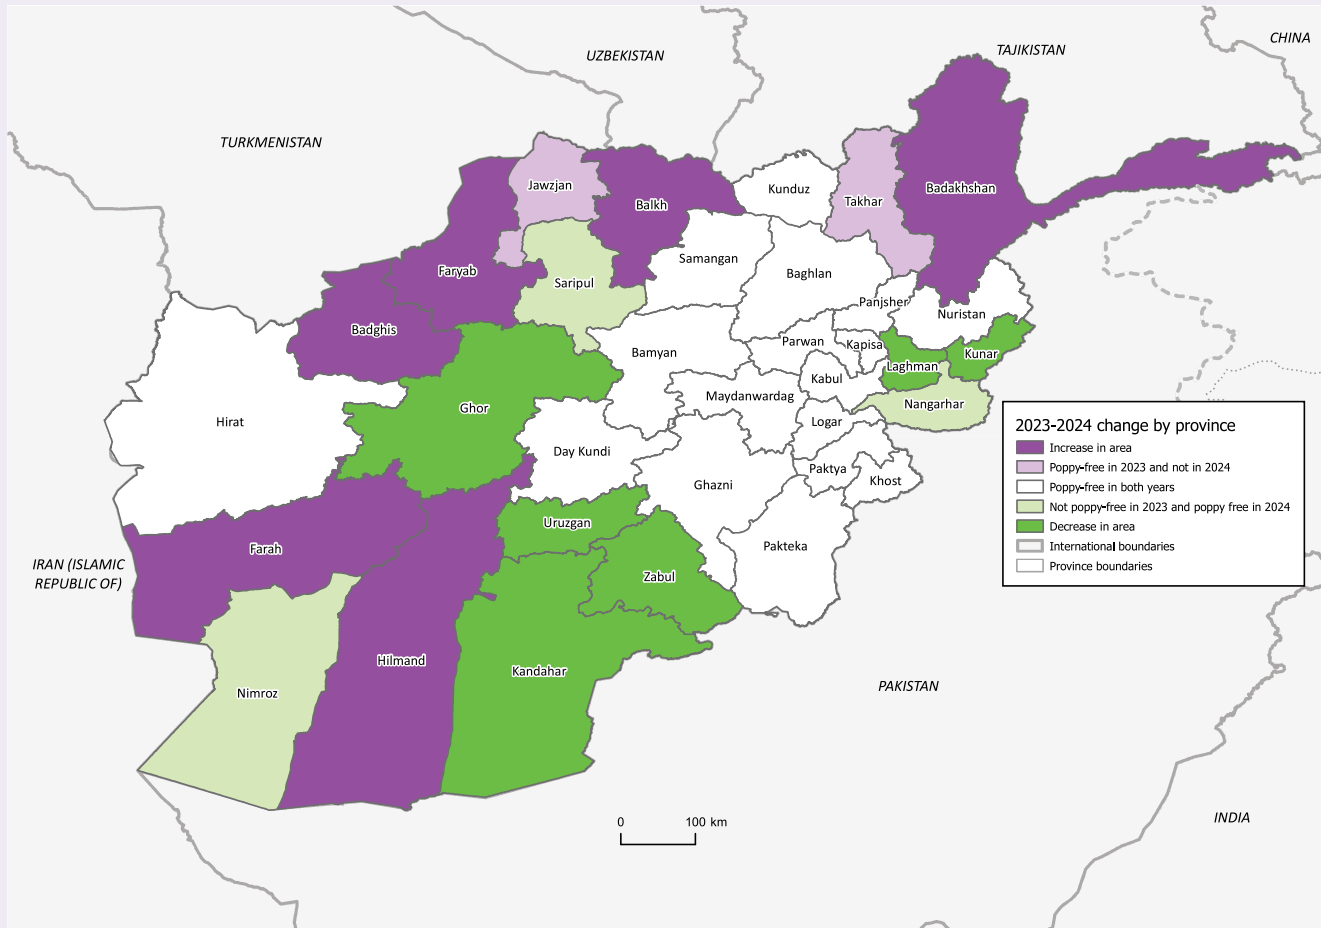 CHINA
TAJIKISTAN
UZBEKISTAN
TURKMENISTAN
Jawzjan
Balkh
Kunduz
Takhar
Badakhshan
Faryab
Saripul
Samangan
Baghlan
Panjsher
Nuristan
Badghis
Bamyan
Parwan
Kapisa
Laghman
Kunar
Kabul
Ghor
Maydanwardag
Nangarhar
Hirat
Logar
Day Kundi
Ghazni
Paktya
Khost
Uruzgan
Farah
Pakteka
IRAN (ISLAMIC
REPUBLIC OF)
Zabul
Hilmand
Kandahar
Nimroz
PAKISTAN
INDIA
2023-2024 change by province
Increase in area
Poppy-free in 2023 and not in 2024
Poppy-free in both years
Not poppy-free in 2023 and poppy free in 2024
Decrease in area
International boundaries
Province boundaries
0 100 km